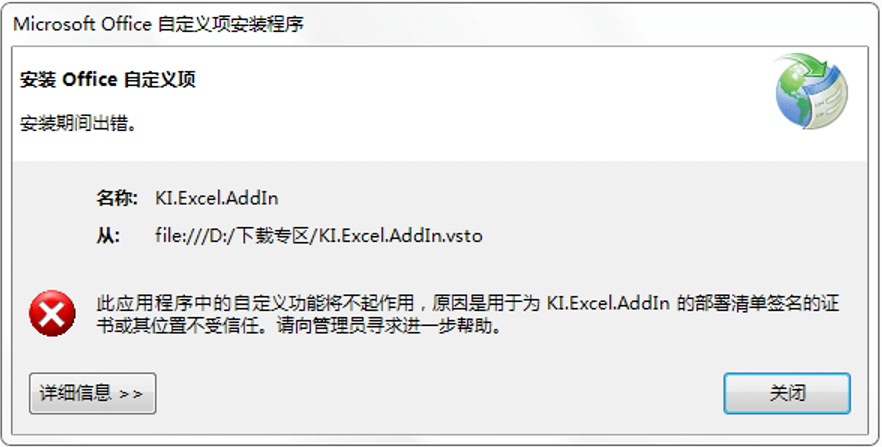 Microsoft Office 自定义项安装程序
安装 Office 自定义项
安装期间出错。
名称: KI.Excel.AddIn
从: file:///D:/下载专区/KI.Excel.AddIn.vsto
此应用程序中的自定义功能将不起作用，原因是用于为 KI.Excel.AddIn 的部署清单签名的证
书或其位置不受信任。请向管理员寻求进一步帮助。
详细信息 >> 关闭